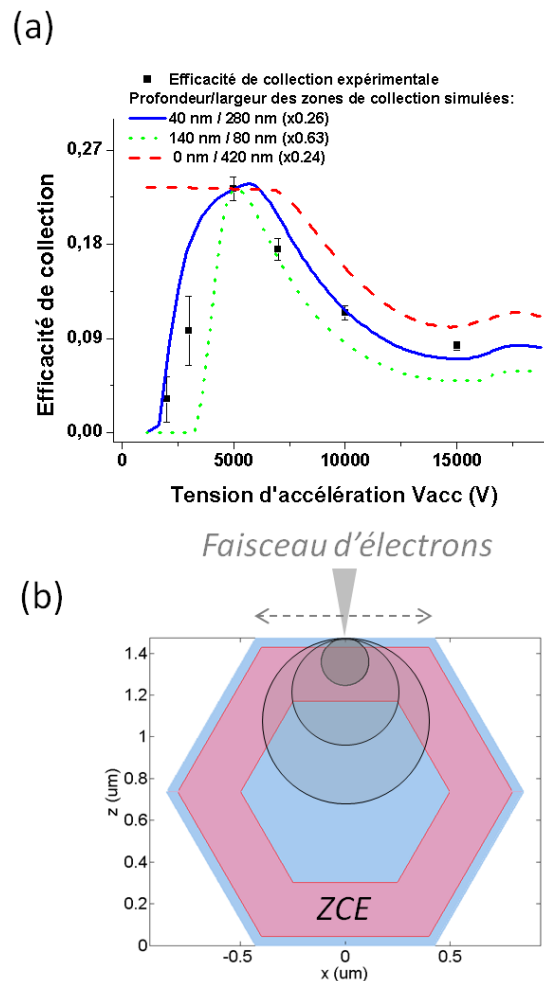 (a)
Efficacité de collection expérimentale
Profondeur/largeur des zones de collection simulées:
40 nm / 280 nm (x0.26)
140 nm / 80 nm (x0.63)
0 nm / 420 nm (x0.24)
0,27
0,18
0,09
0,00
Efficacité de collection
0
5000
10000
15000
Tension d'accélération Vacc (V)
Faisceau d'électrons
(b)
1.4
1.2
1
0.8
0.6
0.4
0.2
0
z (um)
ZCE
-0.5
0
0.5
x (um)